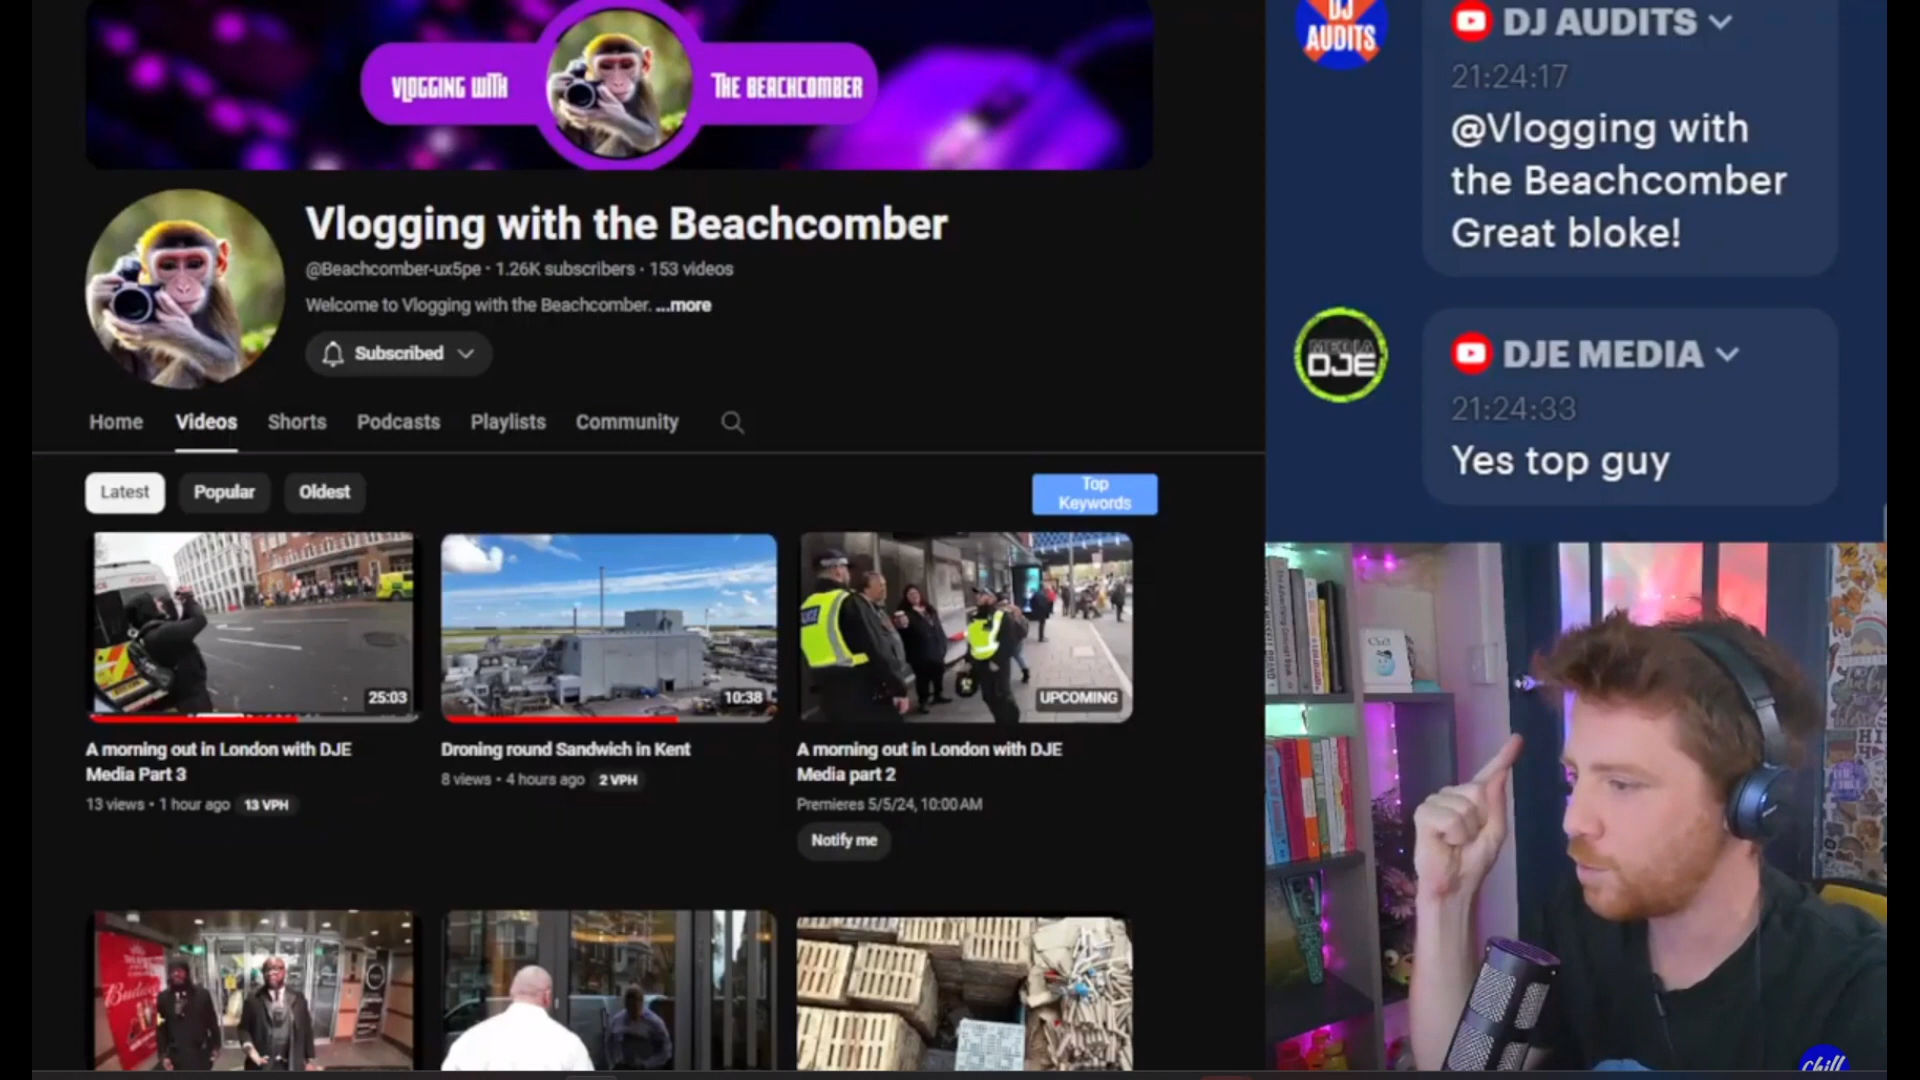 VLOGGING WITH
THE BEACHCOMBER
Vlogging with the Beachcomber
@Beachcomber-ux5pe · 1.26K subscribers · 153 videos
Welcome to Vlogging with the Beachcomber. ...more
Subscribed
Home Videos Shorts Podcasts Playlists Community
Latest Popular Oldest
Top
Keywords
25:03
10:38
UPCOMING
A morning out in London with DJE
Media Part 3
13 views • 1 hour ago 13 VPH
Droning round Sandwich in Kent
8 views • 4 hours ago 2 VPH
A morning out in London with DJE
Media part 2
Premieres 5/5/24, 10:00 AM
Notify me
DJ
AUDITS
DJ AUDITS
21:24:17
@Vlogging with
the Beachcomber
Great bloke!
MEDIA
DJE
DJE MEDIA
21:24:33
Yes top guy
Chill